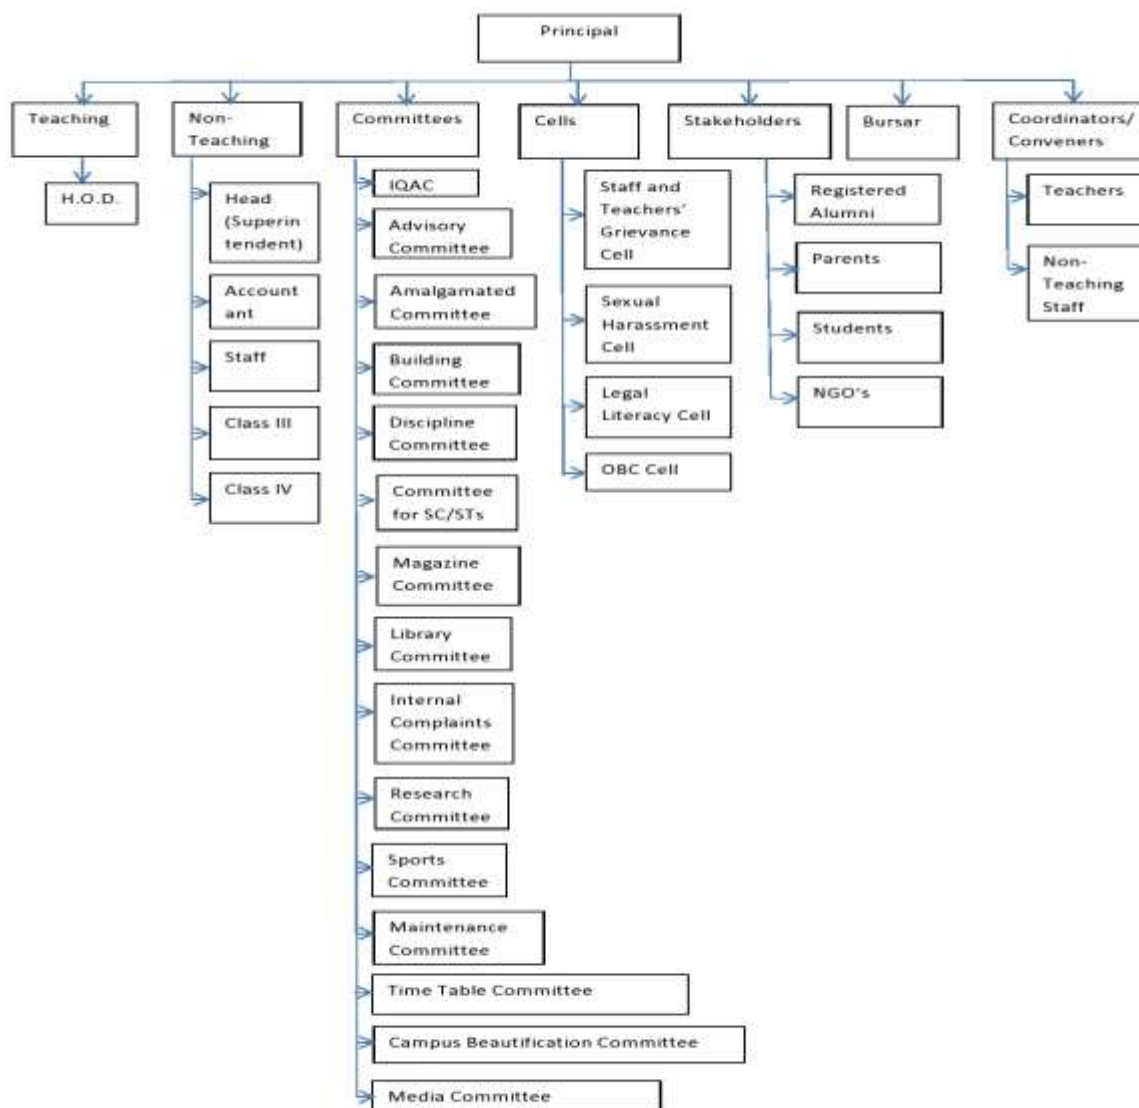 Principal
Teaching
Non-
Teaching
Committees
Cells
Stakeholders
Bursar
Coordinators/
Conveners
H.O.D.
Head
(Superin
tendent)
Account
ant
Staff
Class III
Class IV
IQAC
Advisory
Committee
Amalgamated
Committee
Building
Committee
Discipline
Committee
Committee
for SC/STs
Magazine
Committee
Library
Committee
Internal
Complaints
Committee
Research
Committee
Sports
Committee
Maintenance
Committee
Time Table Committee
Campus Beautification Committee
Media Committee
Staff and
Teachers’
Grievance
Cell
Sexual
Harassment
Cell
Legal
Literacy Cell
OBC Cell
Registered
Alumni
Parents
Students
NGO’s
Teachers
Non-
Teaching
Staff